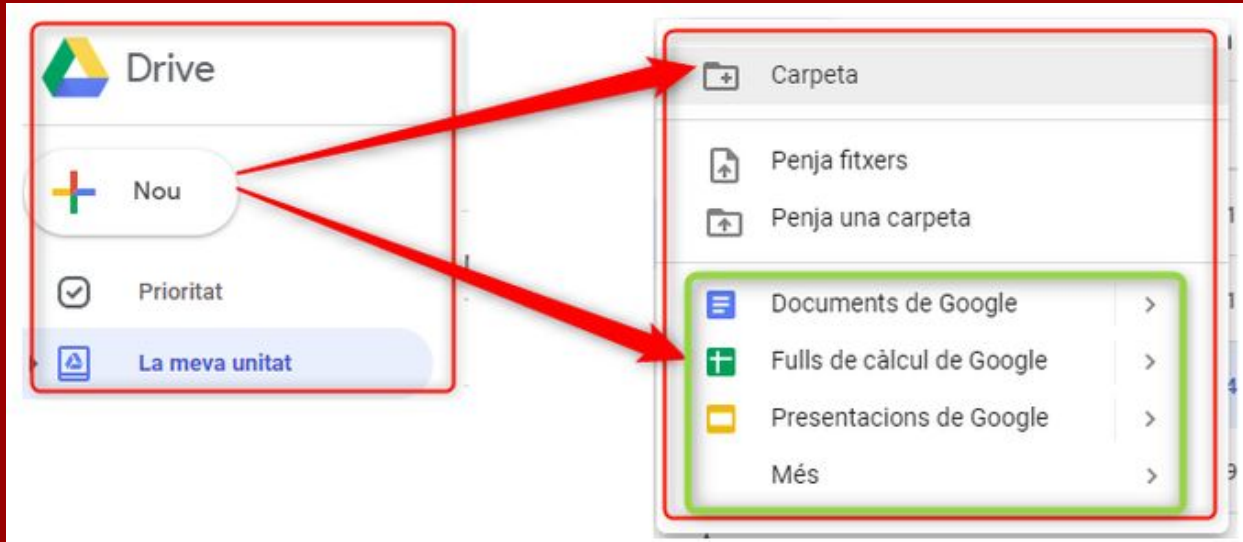 Drive
Nou
Prioritat
La meva unitat
Carpeta
Penja fitxers
Penja una carpeta
Documents de Google
Fulls de càlcul de Google
Presentacions de Google
Més